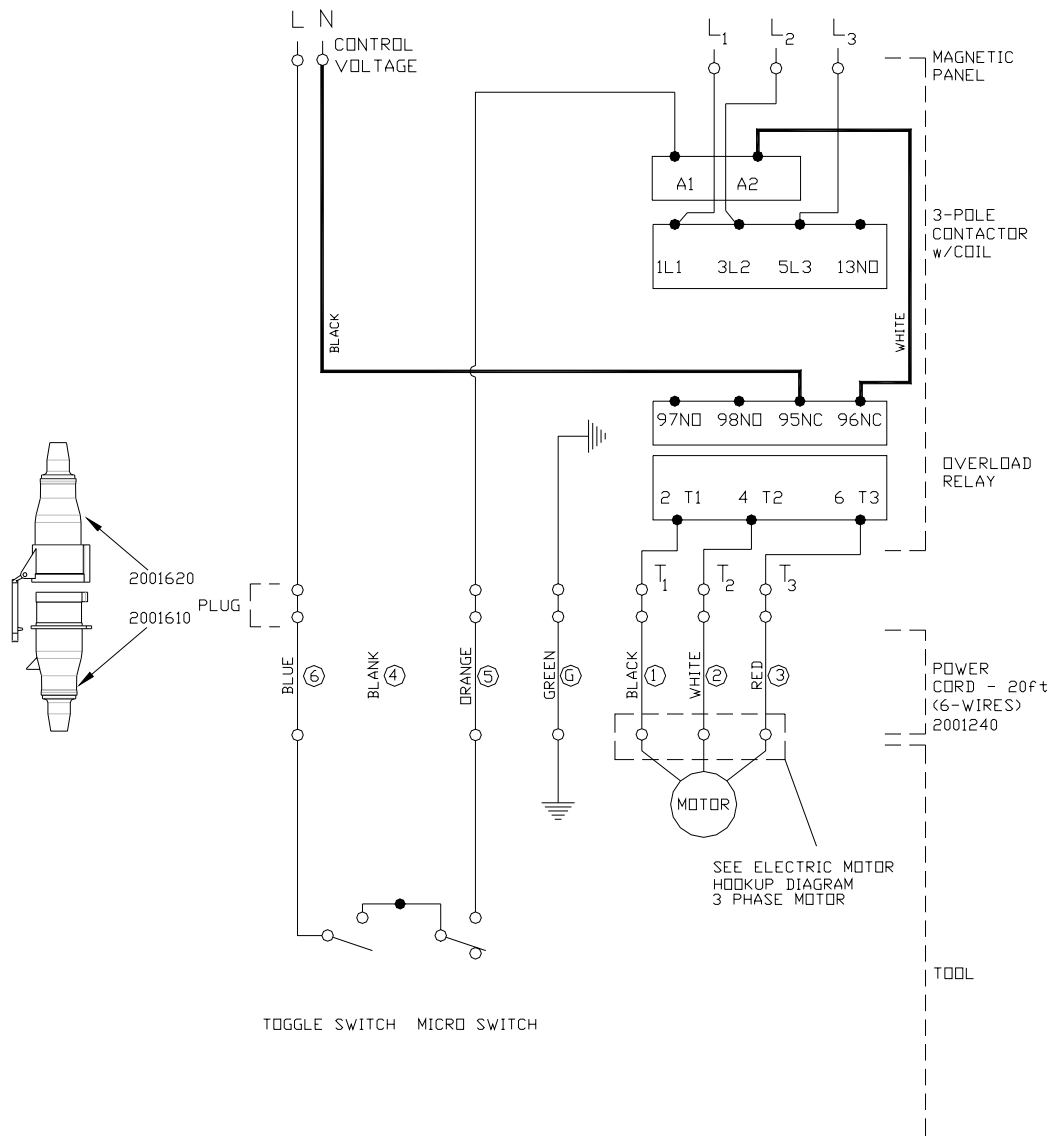 L N
CONTROL
VOLTAGE
L1 L2 L3
MAGNETIC
PANEL
A1 A2
3-POLE
CONTACTOR
W/COIL
1L1 3L2 5L3 13NO
BLACK
WHITE
97NO 98NO 95NC 96NC
OVERLOAD
RELAY
2 T1 4 T2 6 T3
T1 T2 T3
2001620
2001610
PLUG
BLUE 6
BLANK 4
ORANGE 5
GREEN G
BLACK 1
WHITE 2
RED 3
POWER
CORD - 20ft
(6-WIRES)
2001240
MOTOR
SEE ELECTRIC MOTOR
HOOKUP DIAGRAM
3 PHASE MOTOR
TOOL
TOGGLE SWITCH MICRO SWITCH